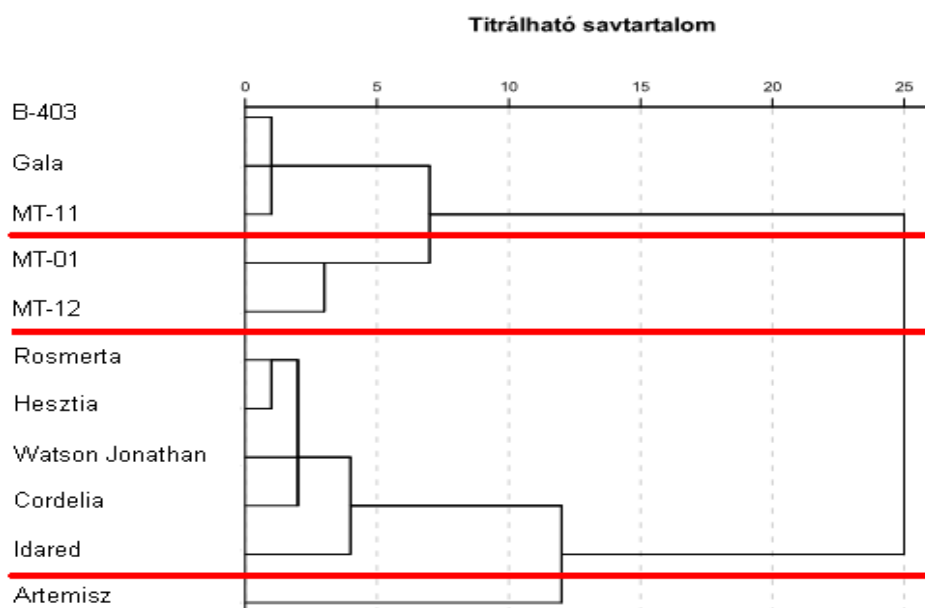 Titrálható savtartalom
0 5 10 15 20 25
B-403
Gala
MT-11
MT-01
MT-12
Rosmerta
Hesztia
Watson Jonathan
Cordelia
Idared
Artemisz